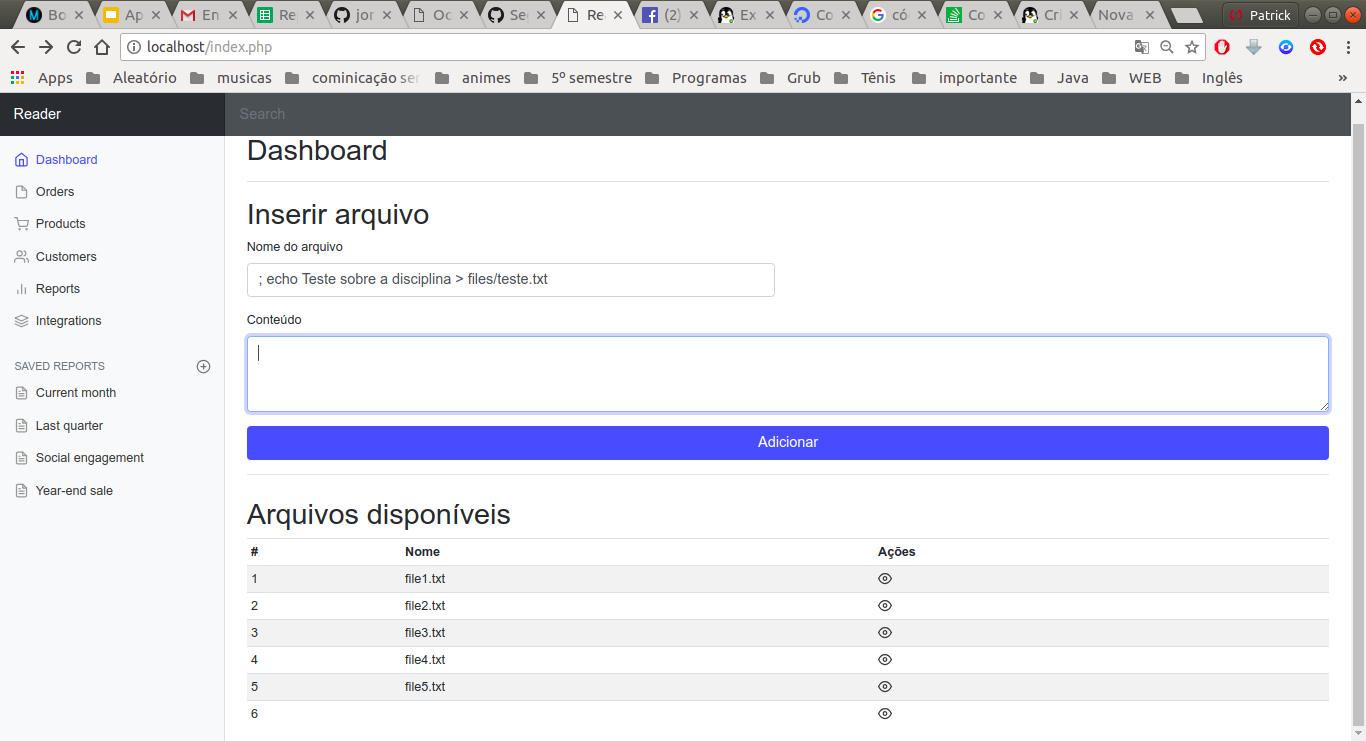 Bo
Ap
En
Re
jor
Oc
Se
Re
(2)
Ex
Co
có
Co
Cri
Nova
Patrick
localhost/index.php
Apps
Aleatório
musicas
cominicação ser
animes
5º semestre
Programas
Grub
Tênis
importante
Java
WEB
Inglês
»
Reader
Search
Dashboard
Orders
Products
Customers
Reports
Integrations
SAVED REPORTS
Current month
Last quarter
Social engagement
Year-end sale
Dashboard
Inserir arquivo
Nome do arquivo
; echo Teste sobre a disciplina > files/teste.txt
Conteúdo
Adicionar
Arquivos disponíveis
# Nome Ações
1 file1.txt
2 file2.txt
3 file3.txt
4 file4.txt
5 file5.txt
6